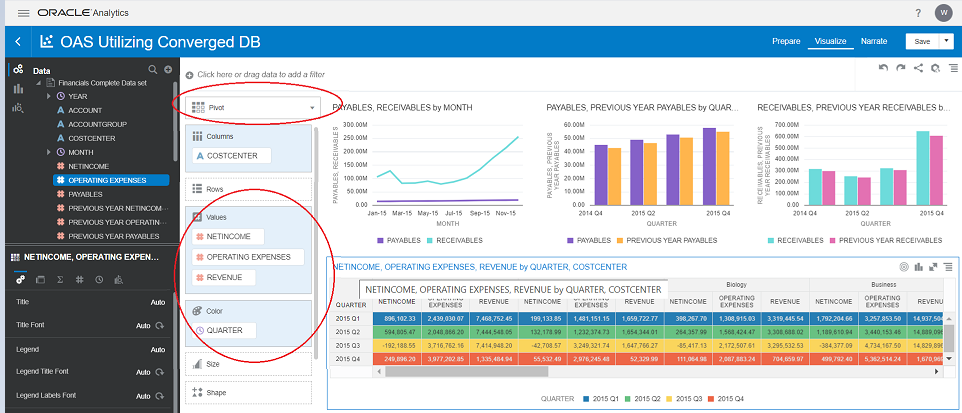 ORACLE Analytics
? W
OAS Utilizing Converged DB
Prepare Visualize Narrate Save
Data
Financials Complete Data set
YEAR
ACCOUNT
ACCOUNTGROUP
COSTCENTER
MONTH
NETINCOME
OPERATING EXPENSES
PAYABLES
PREVIOUS YEAR NETINCOM...
PREVIOUS YEAR OPERATIN...
PREVIOUS YEAR PAYABLES
NETINCOME, OPERATING EXPEN...
Title Auto
Title Font Auto
Legend Auto
Legend Title Font Auto
Legend Labels Font Auto
Click here or drag data to add a filter
Pivot
Columns
COSTCENTER
Rows
Values
NETINCOME
OPERATING EXPENSES
REVENUE
Color
QUARTER
Size
Shape
PAYABLES, RECEIVABLES by MONTH
PAYABLES, RECEIVABLES
300.00M
250.00M
200.00M
150.00M
100.00M
50.00M
0.00
Jan-15 Mar-15 May-15 Jul-15 Sep-15 Nov-15
MONTH
PAYABLES RECEIVABLES
PAYABLES, PREVIOUS YEAR PAYABLES by QUAR...
PAYABLES, PREVIOUS
YEAR PAYABLES
60.00M
50.00M
40.00M
30.00M
20.00M
10.00M
0.00
2014 Q4 2015 Q2 2015 Q4
QUARTER
PAYABLES PREVIOUS YEAR PAYABLES
RECEIVABLES, PREVIOUS YEAR RECEIVABLES b...
RECEIVABLES, PREVIOUS
YEAR RECEIVABLES
700.00M
600.00M
500.00M
400.00M
300.00M
200.00M
100.00M
0.00
2014 Q4 2015 Q2 2015 Q4
QUARTER
RECEIVABLES PREVIOUS YEAR RECEIVABLES
NETINCOME, OPERATING EXPENSES, REVENUE by QUARTER, COSTCENTER
NETINCOME, OPERATING EXPENSES, REVENUE by QUARTER, COSTCENTER
Biology Business
QUARTER NETINCOME EXPENSES REVENUE NETINCOME EXPENSES REVENUE NETINCOME OPERATING EXPENSES REVENUE NETINCOME OPERATING EXPENSES REVENU
2015 Q1 896,102.33 2,439,030.07 7,468,752.45 199,133.85 1,481,151.15 1,659,722.77 398,267.70 1,308,915.03 3,319,445.54 1,792,204.66 3,257,853.50 14,937,504
2015 Q2 594,805.47 2,048,866.20 7,444,548.05 132,178.99 1,232,374.73 1,654,344.01 264,357.99 1,568,424.47 3,308,688.02 1,189,610.94 3,440,153.46 14,889,096
2015 Q3 -192,188.55 3,716,762.16 7,414,948.20 -42,708.57 3,249,321.74 1,647,766.27 -85,417.13 2,172,507.61 3,295,532.53 -384,377.09 4,734,167.50 14,829,890
2015 Q4 249,896.20 3,977,262.85 1,335,484.94 55,532.49 2,976,245.48 52,329.99 111,064.98 2,087,883.24 704,659.97 499,792.40 5,362,514.24 1,670,969
QUARTER 2015 Q1 2015 Q2 2015 Q3 2015 Q4